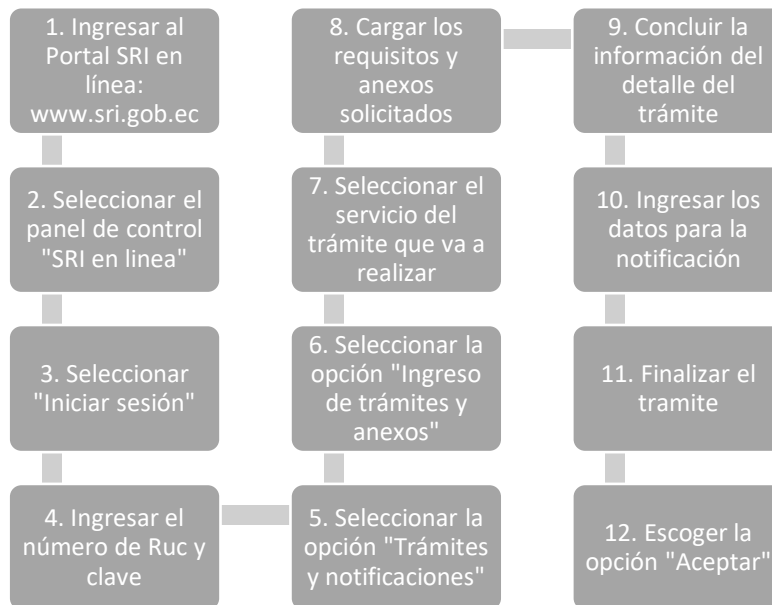 1. Ingresar al
Portal SRI en
línea:
www.sri.gob.ec
2. Seleccionar el
panel de control
"SRI en linea"
3. Seleccionar
"Iniciar sesión"
4. Ingresar el
número de Ruc y
clave
5. Seleccionar la
opción "Trámites
y notificaciones"
6. Seleccionar la
opción "Ingreso
de trámites y
anexos"
7. Seleccionar el
servicio del
trámite que va a
realizar
8. Cargar los
requisitos y
anexos
solicitados
9. Concluir la
información del
detalle del
trámite
10. Ingresar los
datos para la
notificación
11. Finalizar el
tramite
12. Escoger la
opción "Aceptar"